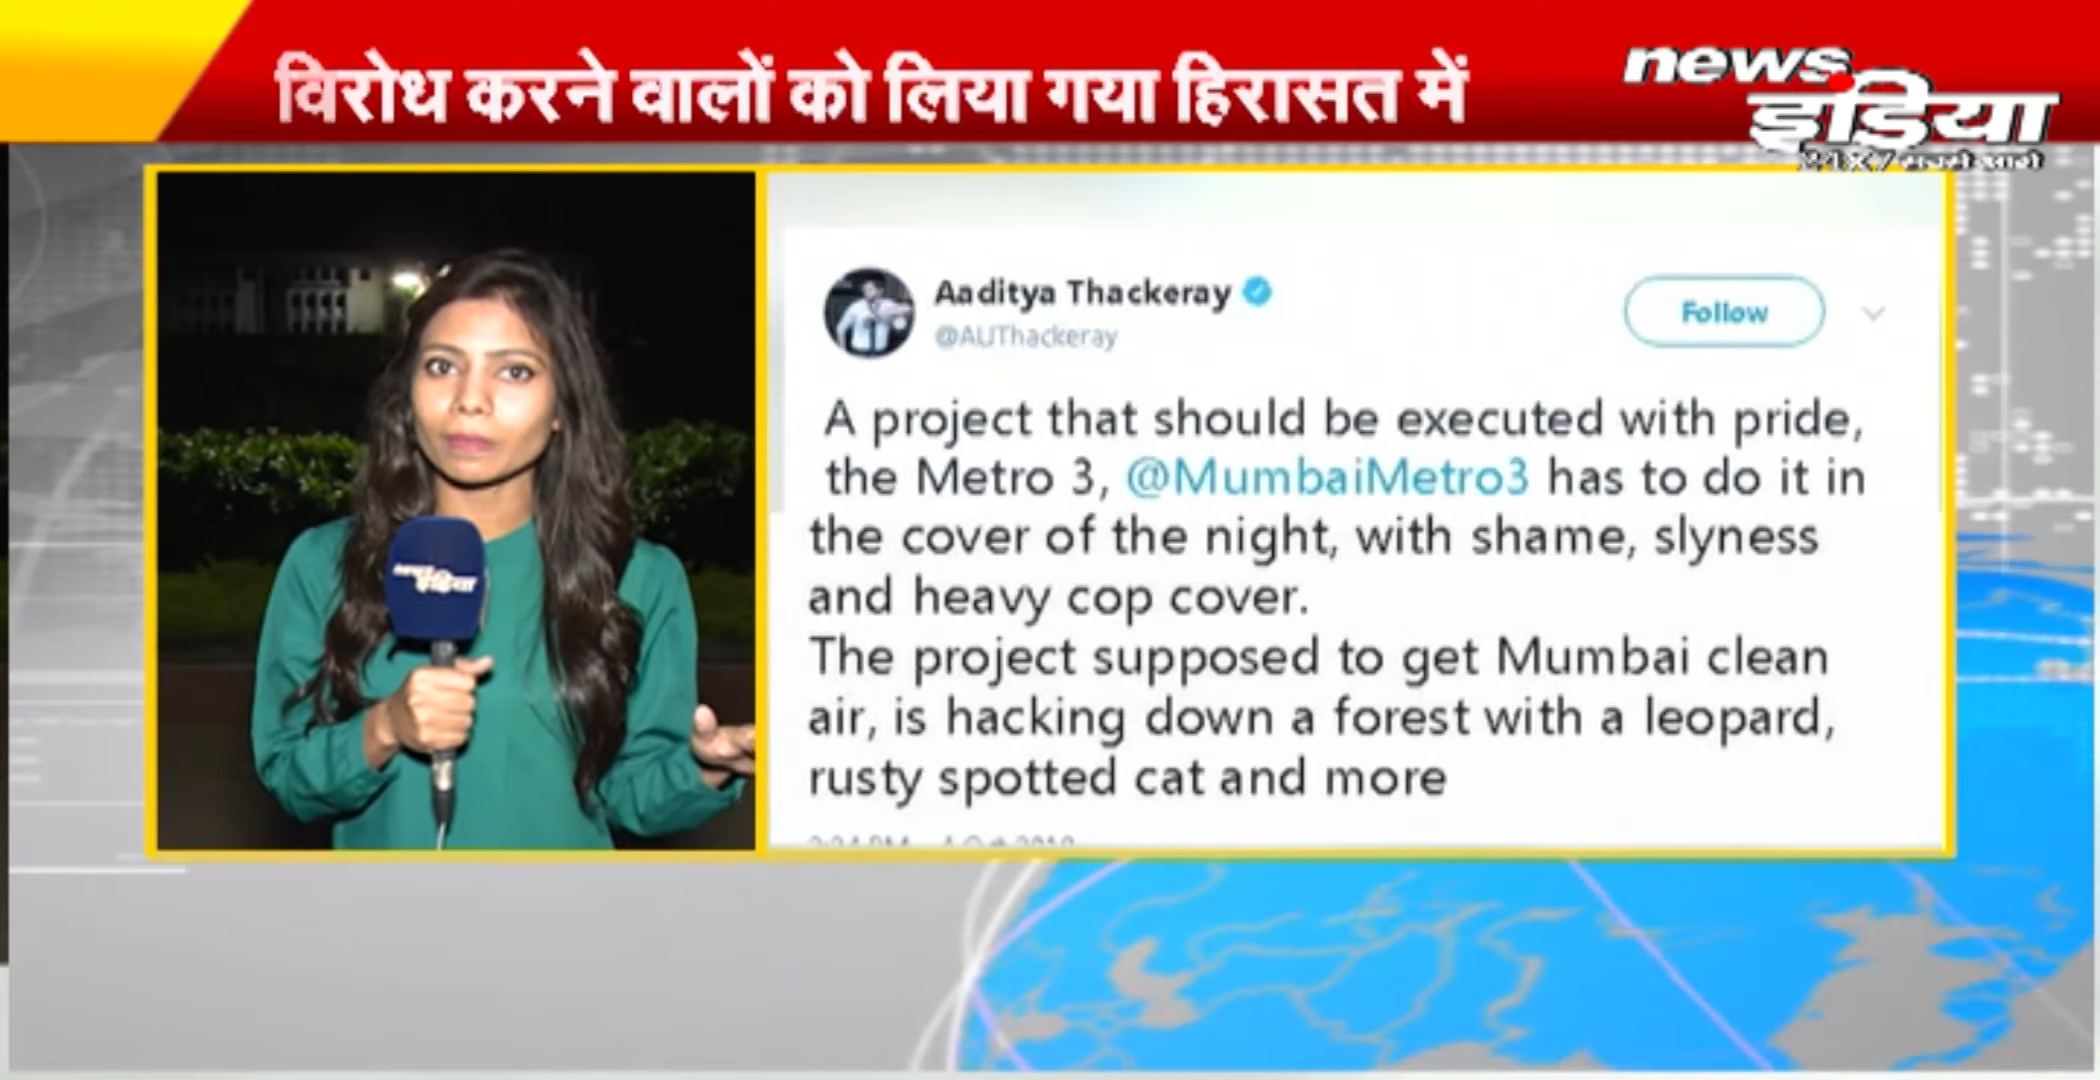 विरोध करने वालों को लिया गया हिरासत में
news
इंडिया
Aaditya Thackeray
@AUThackeray
Follow
A project that should be executed with pride,
the Metro 3, @MumbaiMetro3 has to do it in
the cover of the night, with shame, slyness
and heavy cop cover.
The project supposed to get Mumbai clean
air, is hacking down a forest with a leopard,
rusty spotted cat and more
इंडिया